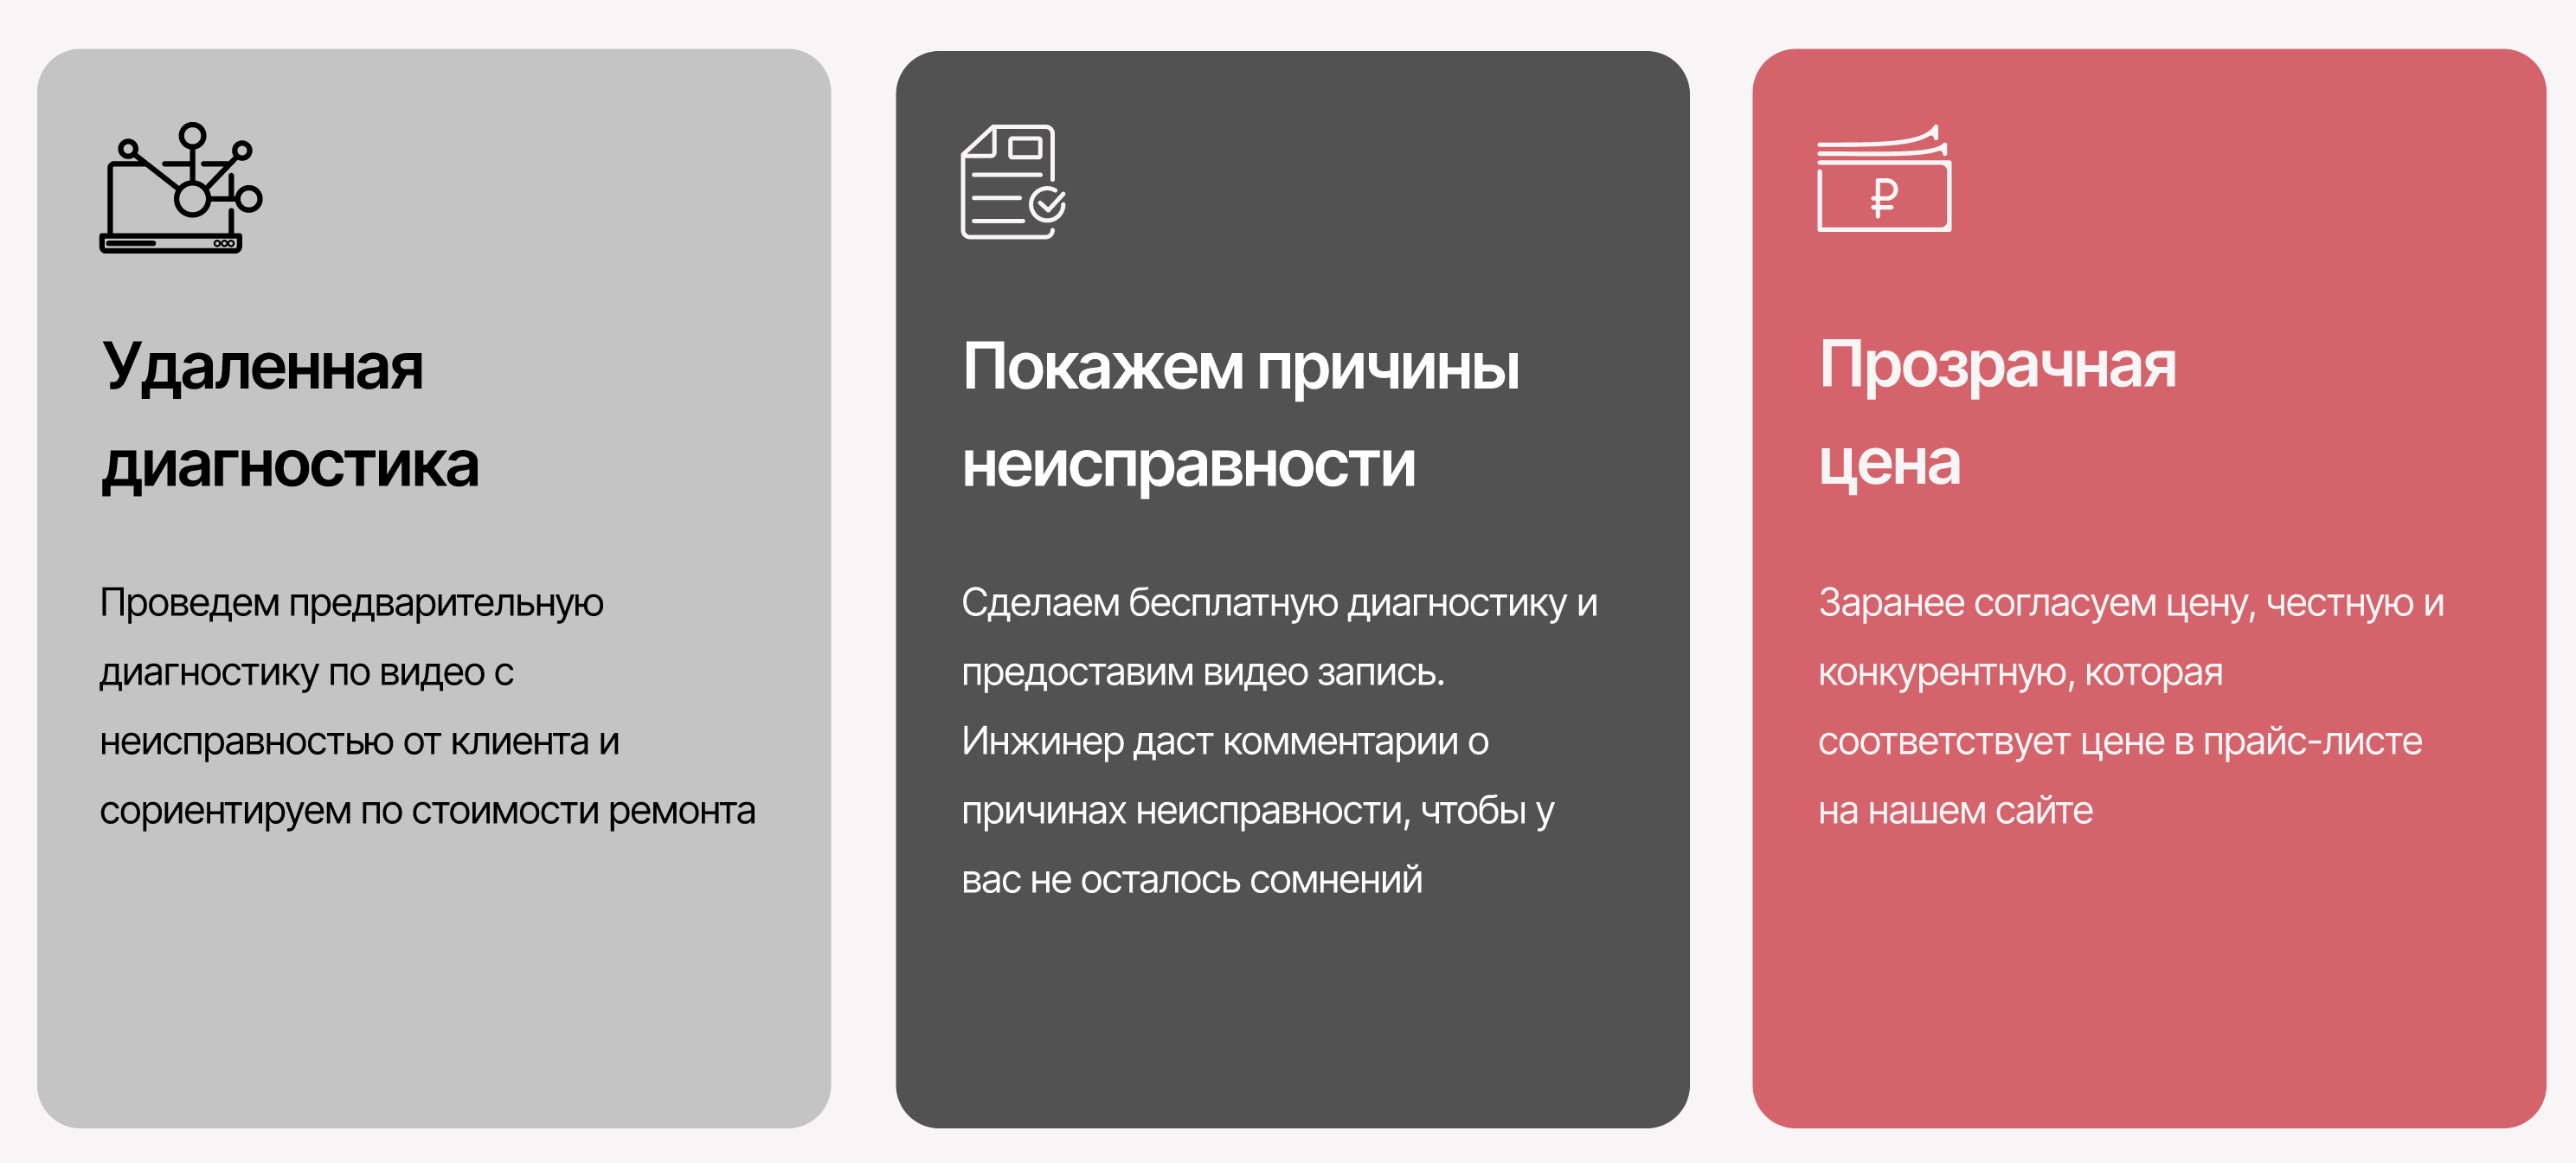 Удаленная
диагностика
Проведем предварительную
диагностику по видео с
неисправностью от клиента и
сориентируем по стоимости ремонта
Покажем причины
неисправности
Сделаем бесплатную диагностику и
предоставим видео запись.
Инжинер даст комментарии о
причинах неисправности, чтобы у
вас не осталось сомнений
₽
Прозрачная
цена
Заранее согласуем цену, честную и
конкурентную, которая
соответствует цене в прайс-листе
на нашем сайте